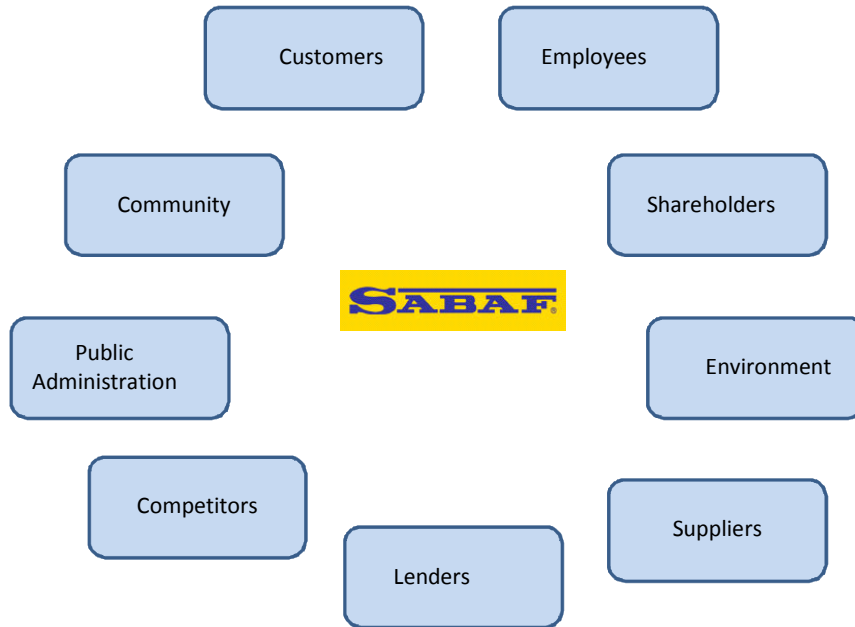 Customers
Employees
Community
Shareholders
SABAF®
Public
Administration
Environment
Competitors
Suppliers
Lenders